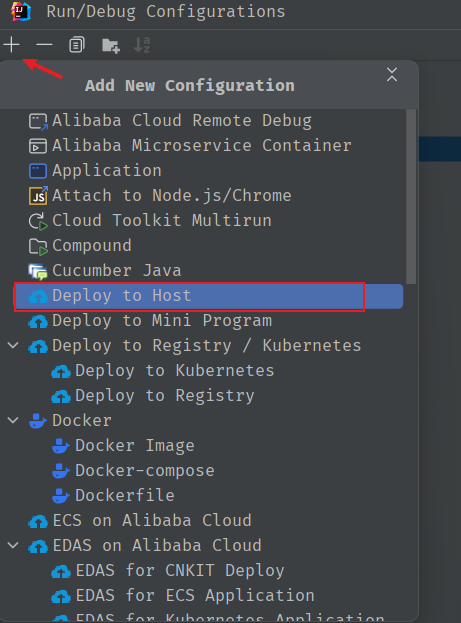 Run/Debug Configurations
Add New Configuration
Alibaba Cloud Remote Debug
Alibaba Microservice Container
Application
Attach to Node.js/Chrome
Cloud Toolkit Multirun
Compound
Cucumber Java
Deploy to Host
Deploy to Mini Program
Deploy to Registry / Kubernetes
Deploy to Kubernetes
Deploy to Registry
Docker
Docker Image
Docker-compose
Dockerfile
ECS on Alibaba Cloud
EDAS on Alibaba Cloud
EDAS for CNKIT Deploy
EDAS for ECS Application
EDAS for Kubernetes Application